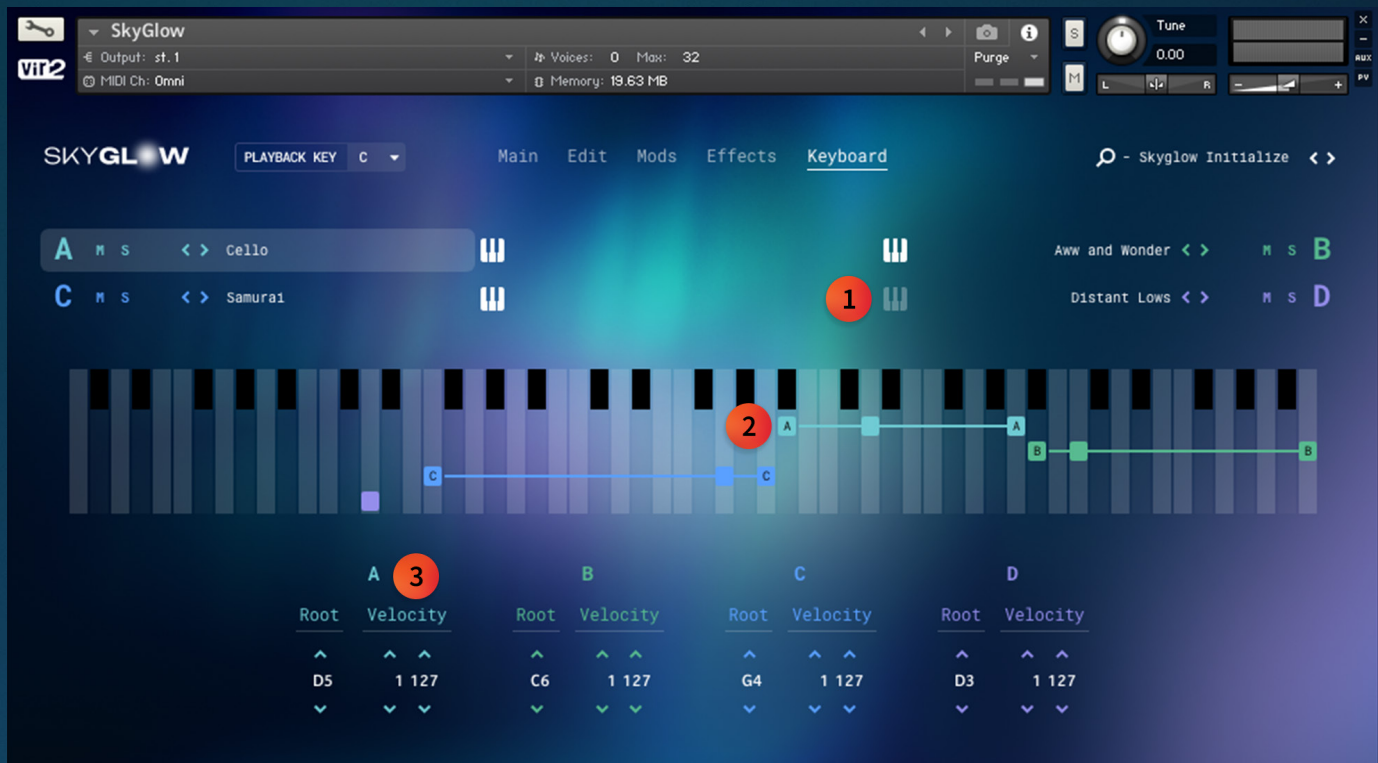 SkyGlow
Output: st.1
Voices: 0 Max: 32
Purge
MIDI Ch: Omni
Memory: 19.63 MB
S
M
Tune
0.00
L R
- +
AUX
PV
VIR2
SKYGLOW
PLAYBACK KEY C
Main Edit Mods Effects Keyboard
- Skyglow Initialize
A M S Cello
Aww and Wonder M S B
C M S Samurai
1
Distant Lows M S D
2
A A
B B
C C
A 3 B C D
Root Velocity Root Velocity Root Velocity Root Velocity
D5 1 127 C6 1 127 G4 1 127 D3 1 127